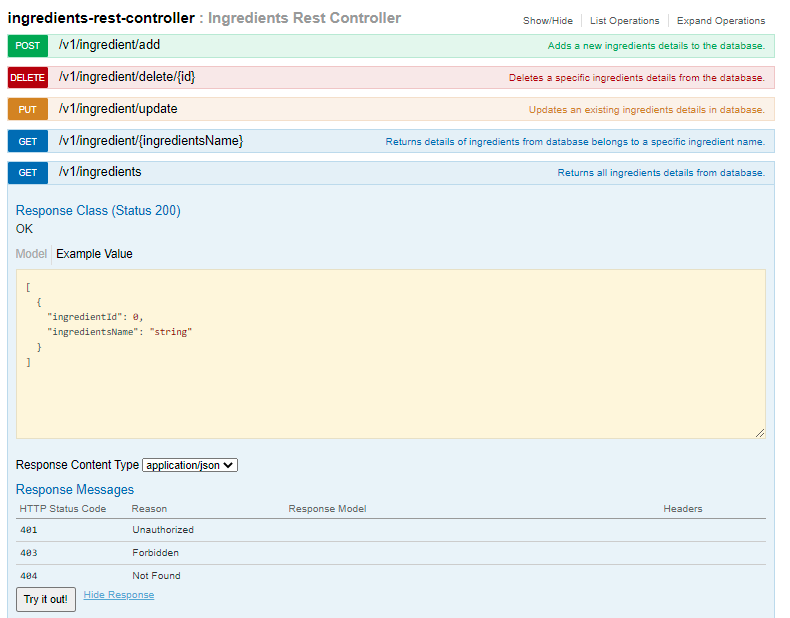 ingredients-rest-controller : Ingredients Rest Controller
Show/Hide | List Operations | Expand Operations
POST /v1/ingredient/add Adds a new ingredients details to the database.
DELETE /v1/ingredient/delete/{id} Deletes a specific ingredients details from the database.
PUT /v1/ingredient/update Updates an existing ingredients details in database.
GET /v1/ingredient/{ingredientsName} Returns details of ingredients from database belongs to a specific ingredient name.
GET /v1/ingredients Returns all ingredients details from database.
Response Class (Status 200)
OK
Model Example Value
[
{
"ingredientId": 0,
"ingredientsName": "string"
}
]
Response Content Type application/json
Response Messages
HTTP Status Code Reason Response Model Headers
401 Unauthorized
403 Forbidden
404 Not Found
Try it out! Hide Response